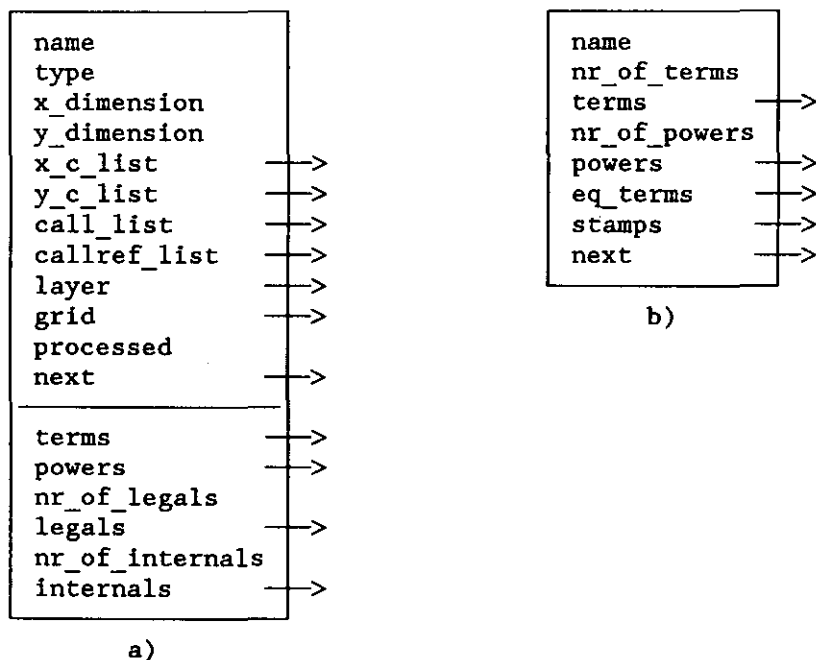 name
type
x_dimension
y_dimension
x_c_list
y_c_list
call_list
callref_list
layer
grid
processed
next
terms
powers
nr_of_legals
legals
nr_of_internals
internals
a)
name
nr_of_terms
terms
nr_of_powers
powers
eq_terms
stamps
next
b)